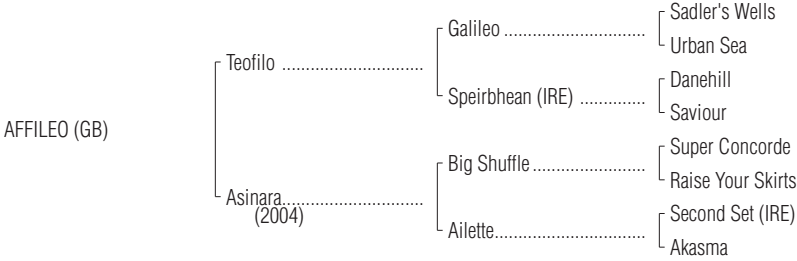 Sadler's Wells
Galileo ............................
Urban Sea
Teofilo ............................
Danehill
Speirbhean (IRE) .............
Saviour
AFFILEO (GB)
Super Concorde
Big Shuffle ......................
Raise Your Skirts
Asinara............................
(2004)
Second Set (IRE)
Ailette..............................
Akasma